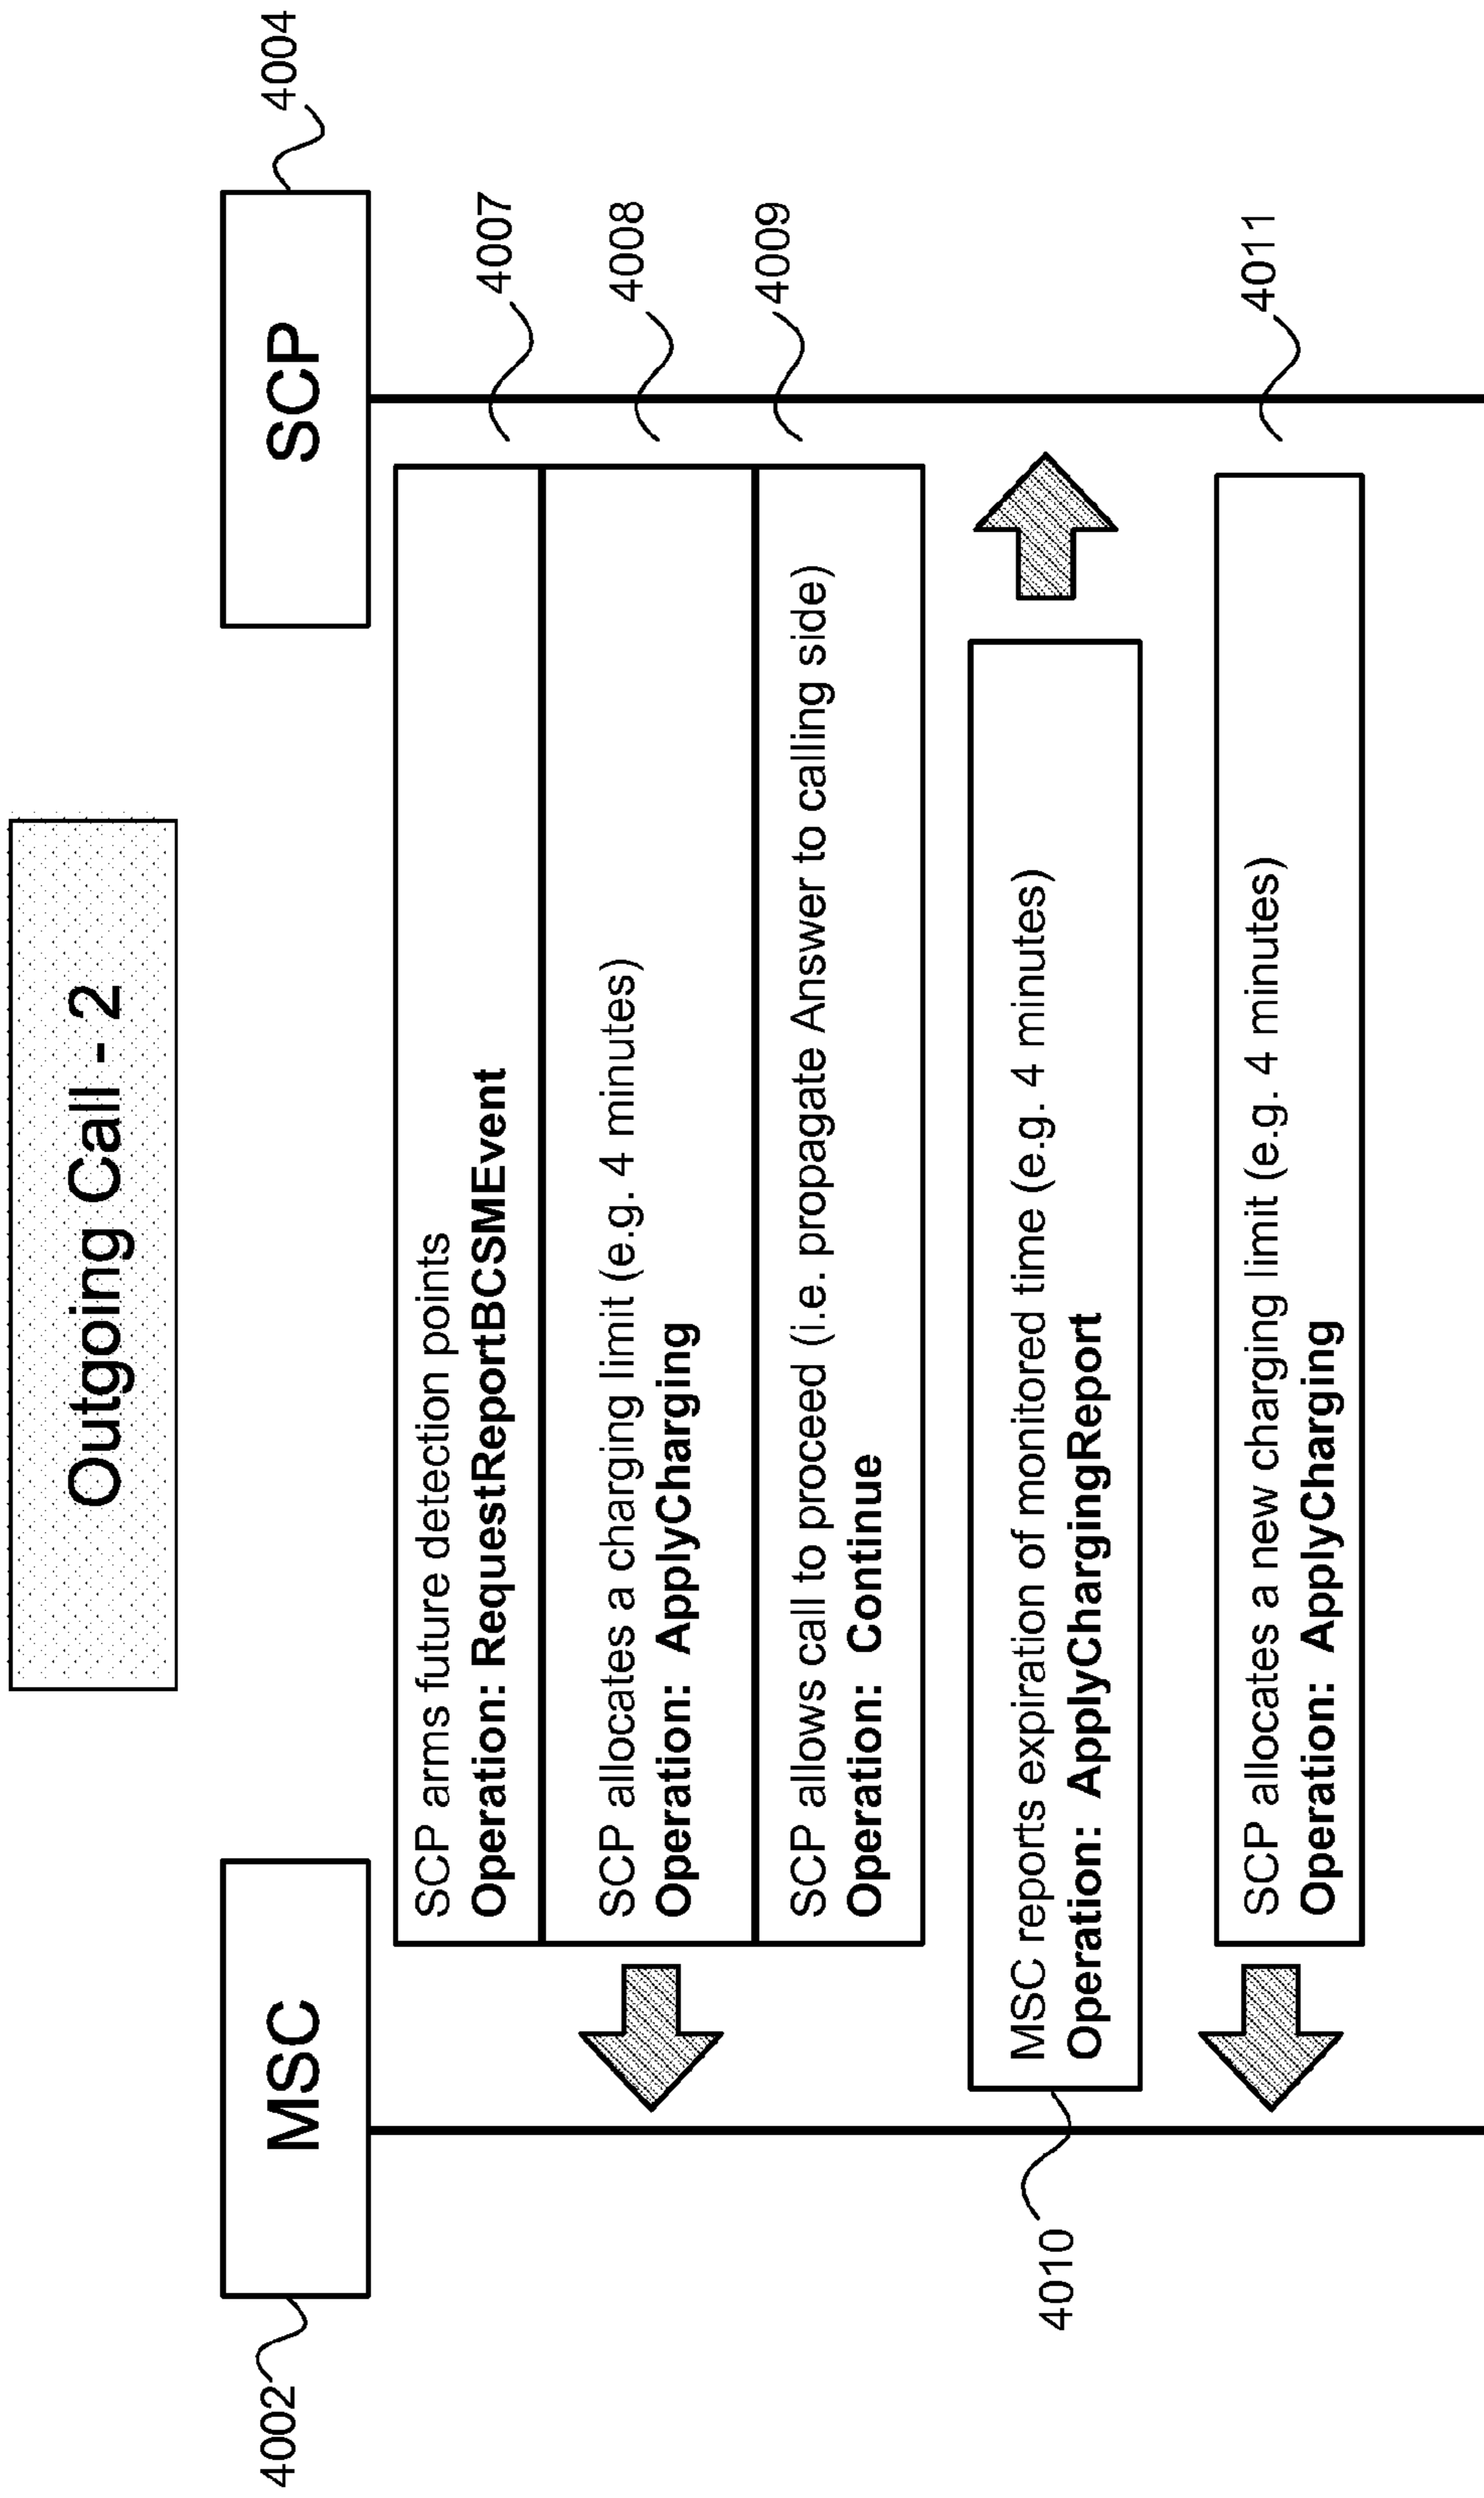 Outgoing Call - 2
4002
MSC
SCP
4004
SCP arms future detection points
Operation: RequestReportBCSMEvent
4007
SCP allocates a charging limit (e.g. 4 minutes)
Operation: ApplyCharging
4008
SCP allows call to proceed (i.e. propagate Answer to calling side)
Operation: Continue
4009
4010
MSC reports expiration of monitored time (e.g. 4 minutes)
Operation: ApplyChargingReport
SCP allocates a new charging limit (e.g. 4 minutes)
Operation: ApplyCharging
4011